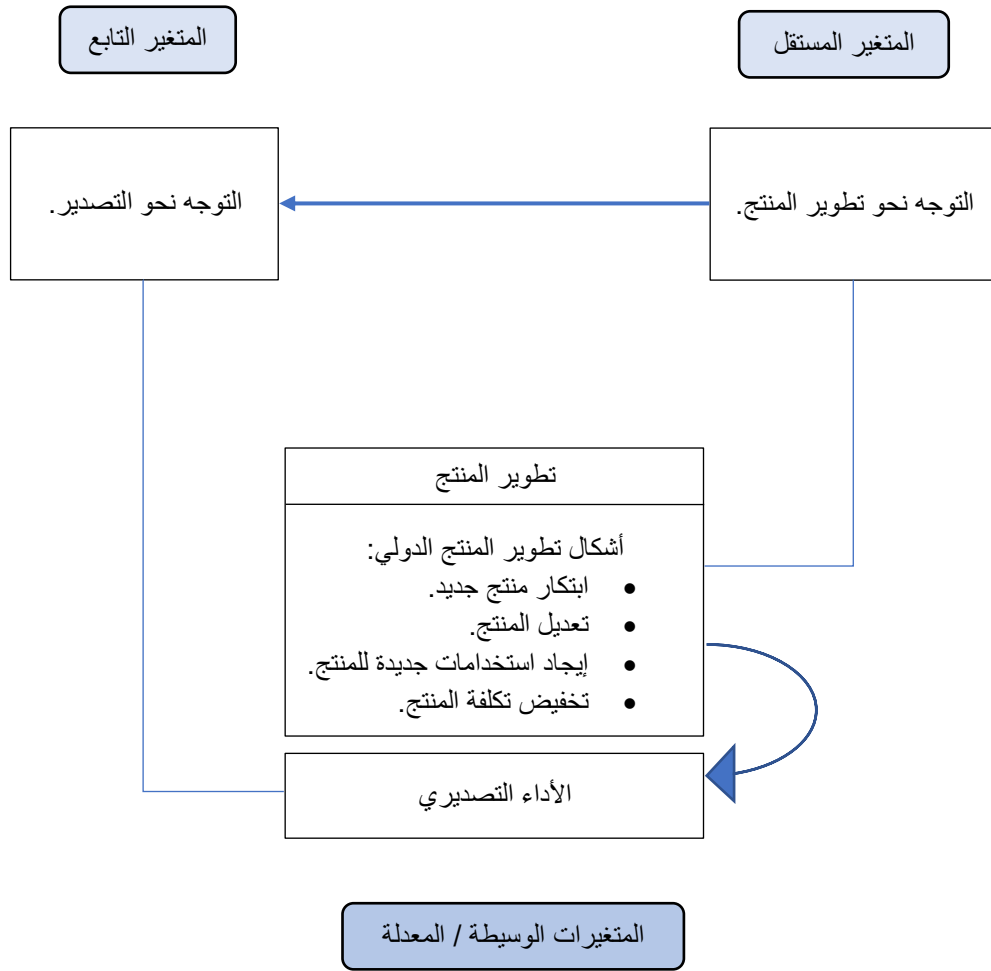 المتغير المستقل
المتغير التابع
التوجه نحو تطوير المنتج.
التوجه نحو التصدير.
تطوير المنتج
أشكال تطوير المنتج الدولي:
• ابتكار منتج جديد.
• تعديل المنتج.
• إيجاد استخدامات جديدة للمنتج.
• تخفيض تكلفة المنتج.
الأداء التصديري
المتغيرات الوسيطة / المعدلة